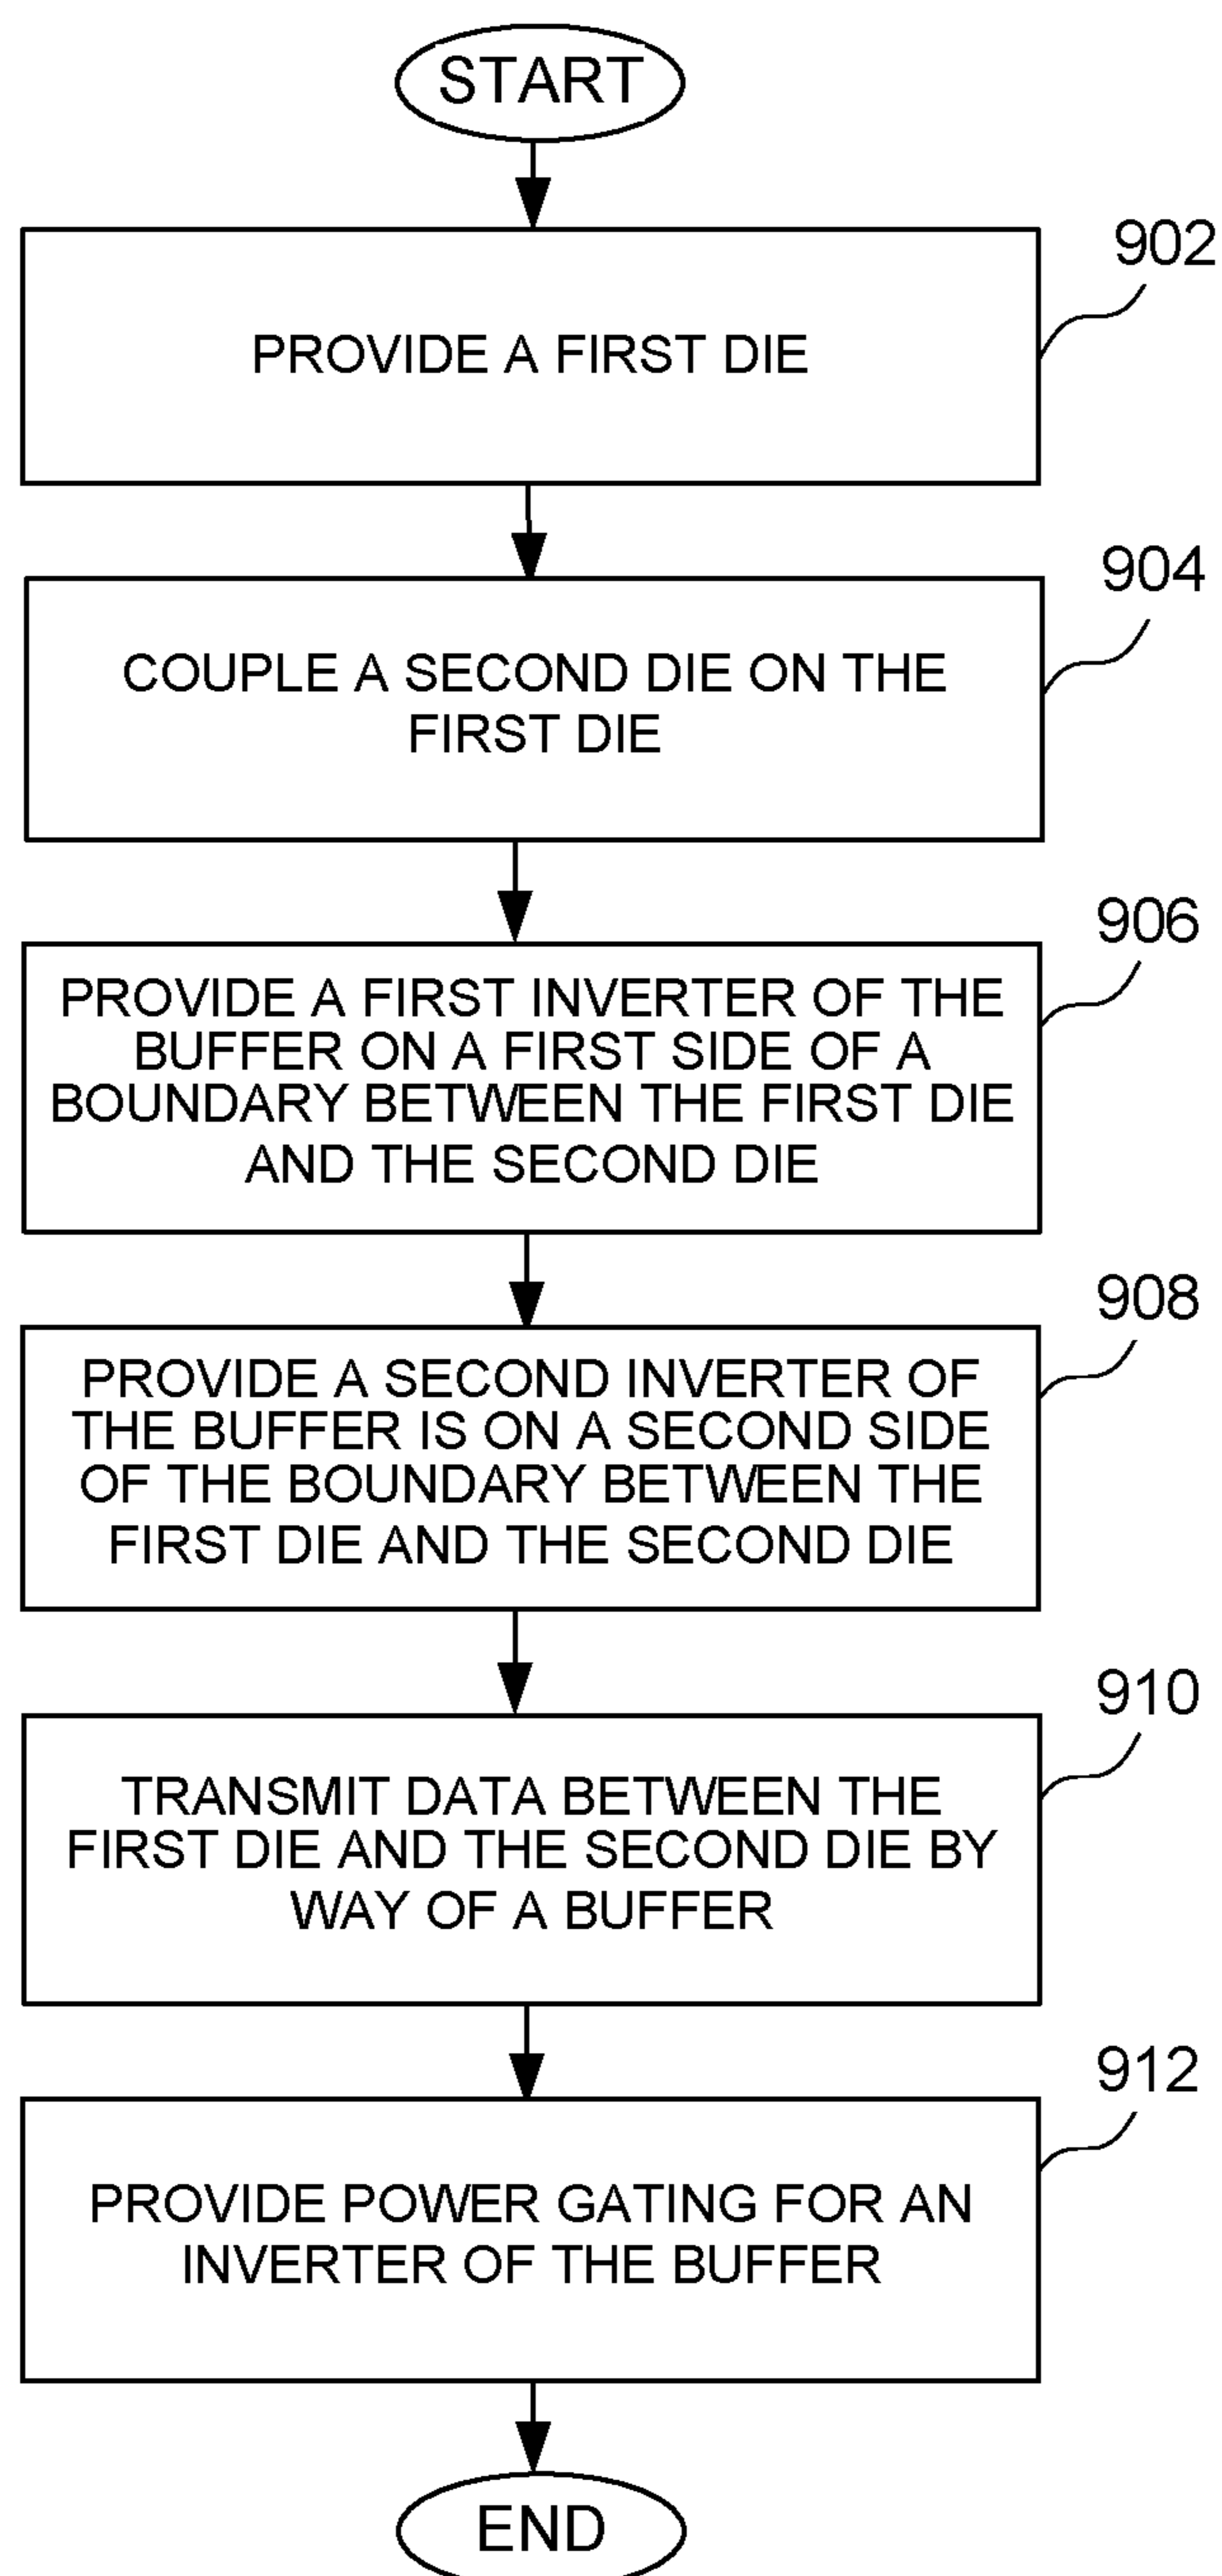 START
902
PROVIDE A FIRST DIE
904
COUPLE A SECOND DIE ON THE
FIRST DIE
906
PROVIDE A FIRST INVERTER OF THE
BUFFER ON A FIRST SIDE OF A
BOUNDARY BETWEEN THE FIRST DIE
AND THE SECOND DIE
908
PROVIDE A SECOND INVERTER OF
THE BUFFER IS ON A SECOND SIDE
OF THE BOUNDARY BETWEEN THE
FIRST DIE AND THE SECOND DIE
910
TRANSMIT DATA BETWEEN THE
FIRST DIE AND THE SECOND DIE BY
WAY OF A BUFFER
912
PROVIDE POWER GATING FOR AN
INVERTER OF THE BUFFER
END